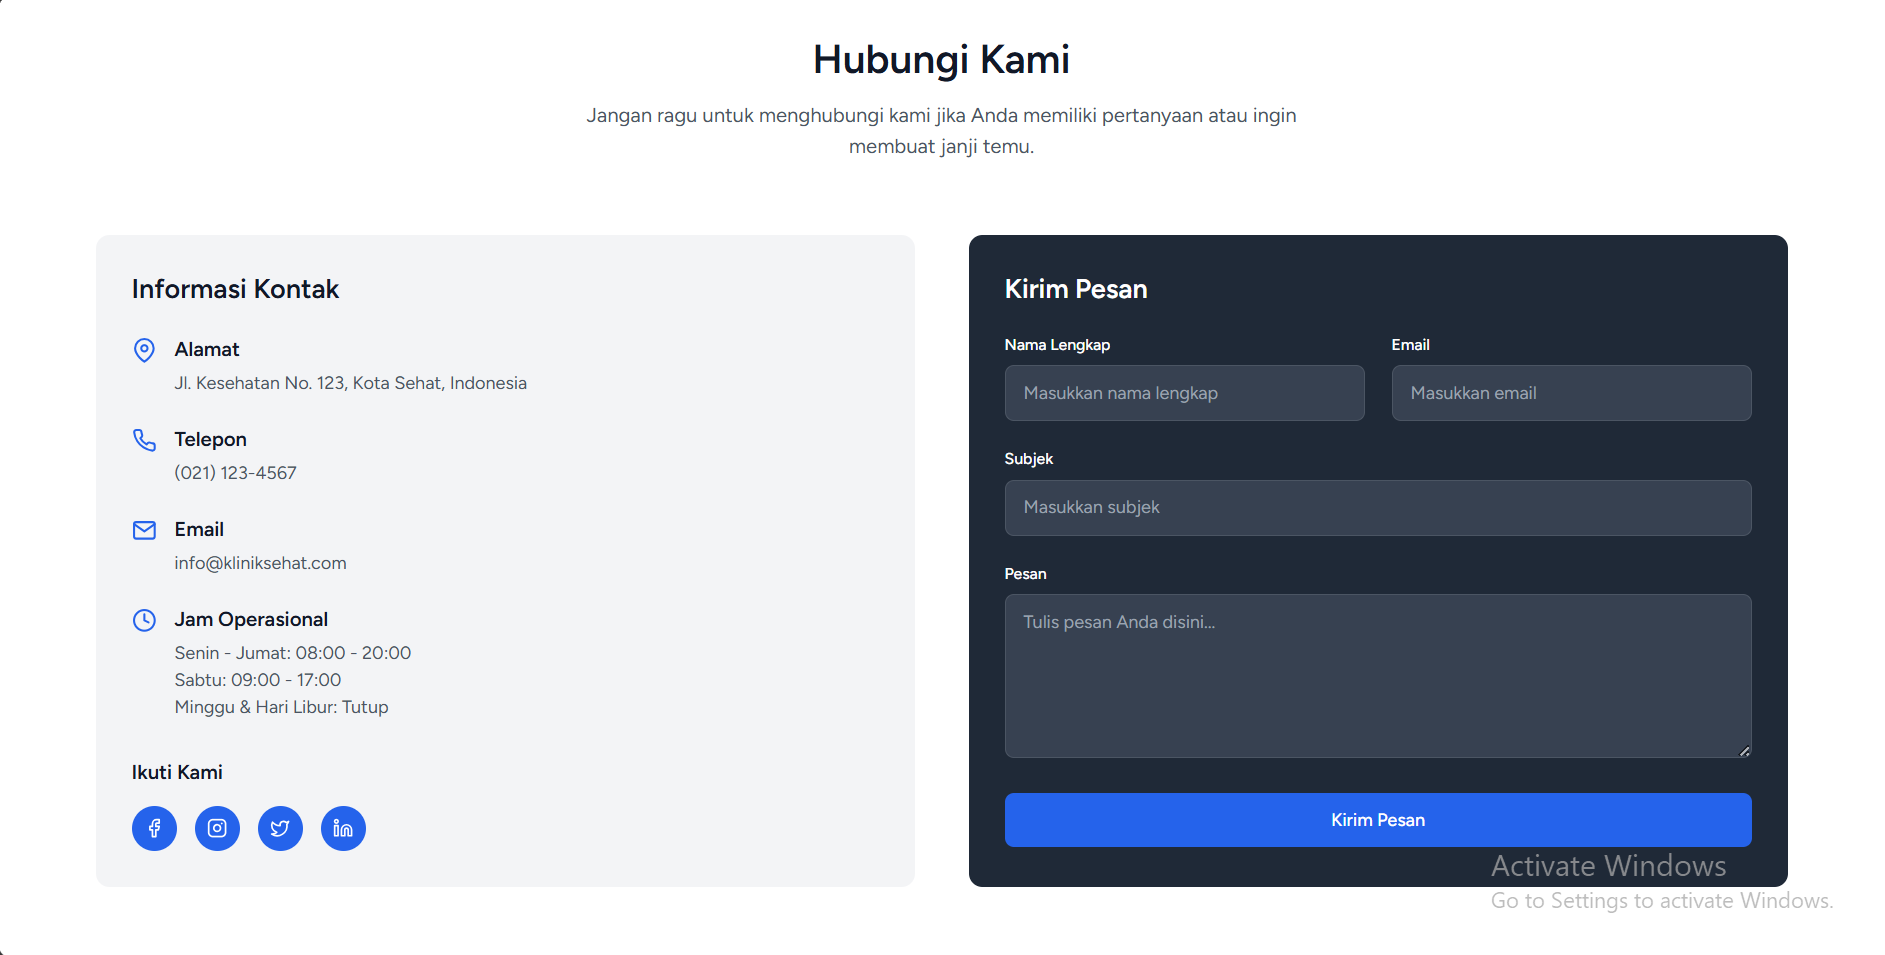 Hubungi Kami
Jangan ragu untuk menghubungi kami jika Anda memiliki pertanyaan atau ingin
membuat janji temu.
Informasi Kontak
Alamat
Jl. Kesehatan No. 123, Kota Sehat, Indonesia
Telepon
(021) 123-4567
Email
info@kliniksehat.com
Jam Operasional
Senin - Jumat: 08:00 - 20:00
Sabtu: 09:00 - 17:00
Minggu & Hari Libur: Tutup
Ikuti Kami
Kirim Pesan
Nama Lengkap
Masukkan nama lengkap
Email
Masukkan email
Subjek
Masukkan subjek
Pesan
Tulis pesan Anda disini...
Kirim Pesan
Activate Windows
Go to Settings to activate Windows.